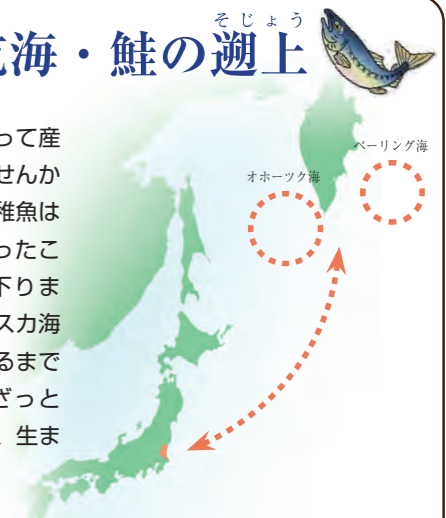 そじょう
海・鮭の遡上
って産
せんか
稚魚は
ったこ
下りま
スカ海
るまで
ざっと
生ま
オホーツク海
ベーリング海